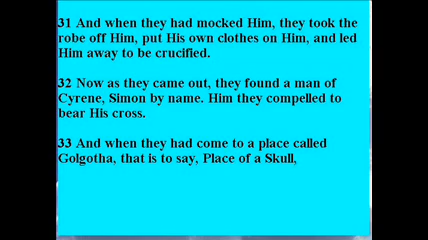 31 And when they had mocked Him, they took the
robe off Him, put His own clothes on Him, and led
Him away to be crucified.
32 Now as they came out, they found a man of
Cyrene, Simon by name. Him they compelled to
bear His cross.
33 And when they had come to a place called
Golgotha, that is to say, Place of a Skull,